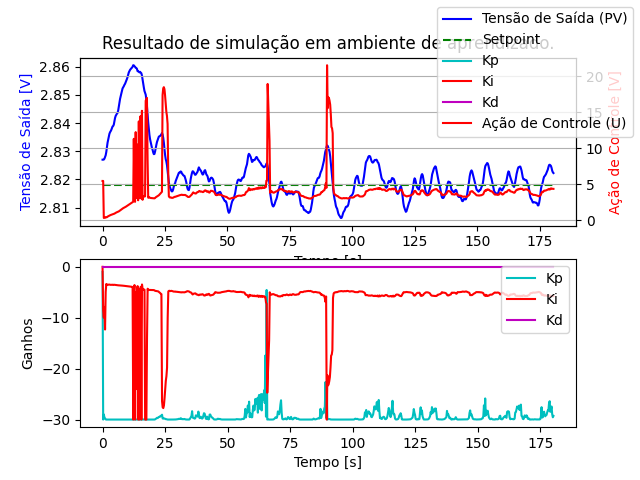 Resultado de simulação em ambiente de aprendizado.
Tensão de Saída (PV)
Setpoint
Kp
Ki
Kd
Ação de Controle (U)
Tensão de Saída [V]
2.86
2.85
2.84
2.83
2.82
2.81
20
15
10
5
0
Ação de Controle [V]
0 25 50 75 100 125 150 175
Tempo [s]
Ganhos
0
−10
−20
−30
Kp
Ki
Kd
0 25 50 75 100 125 150 175
Tempo [s]